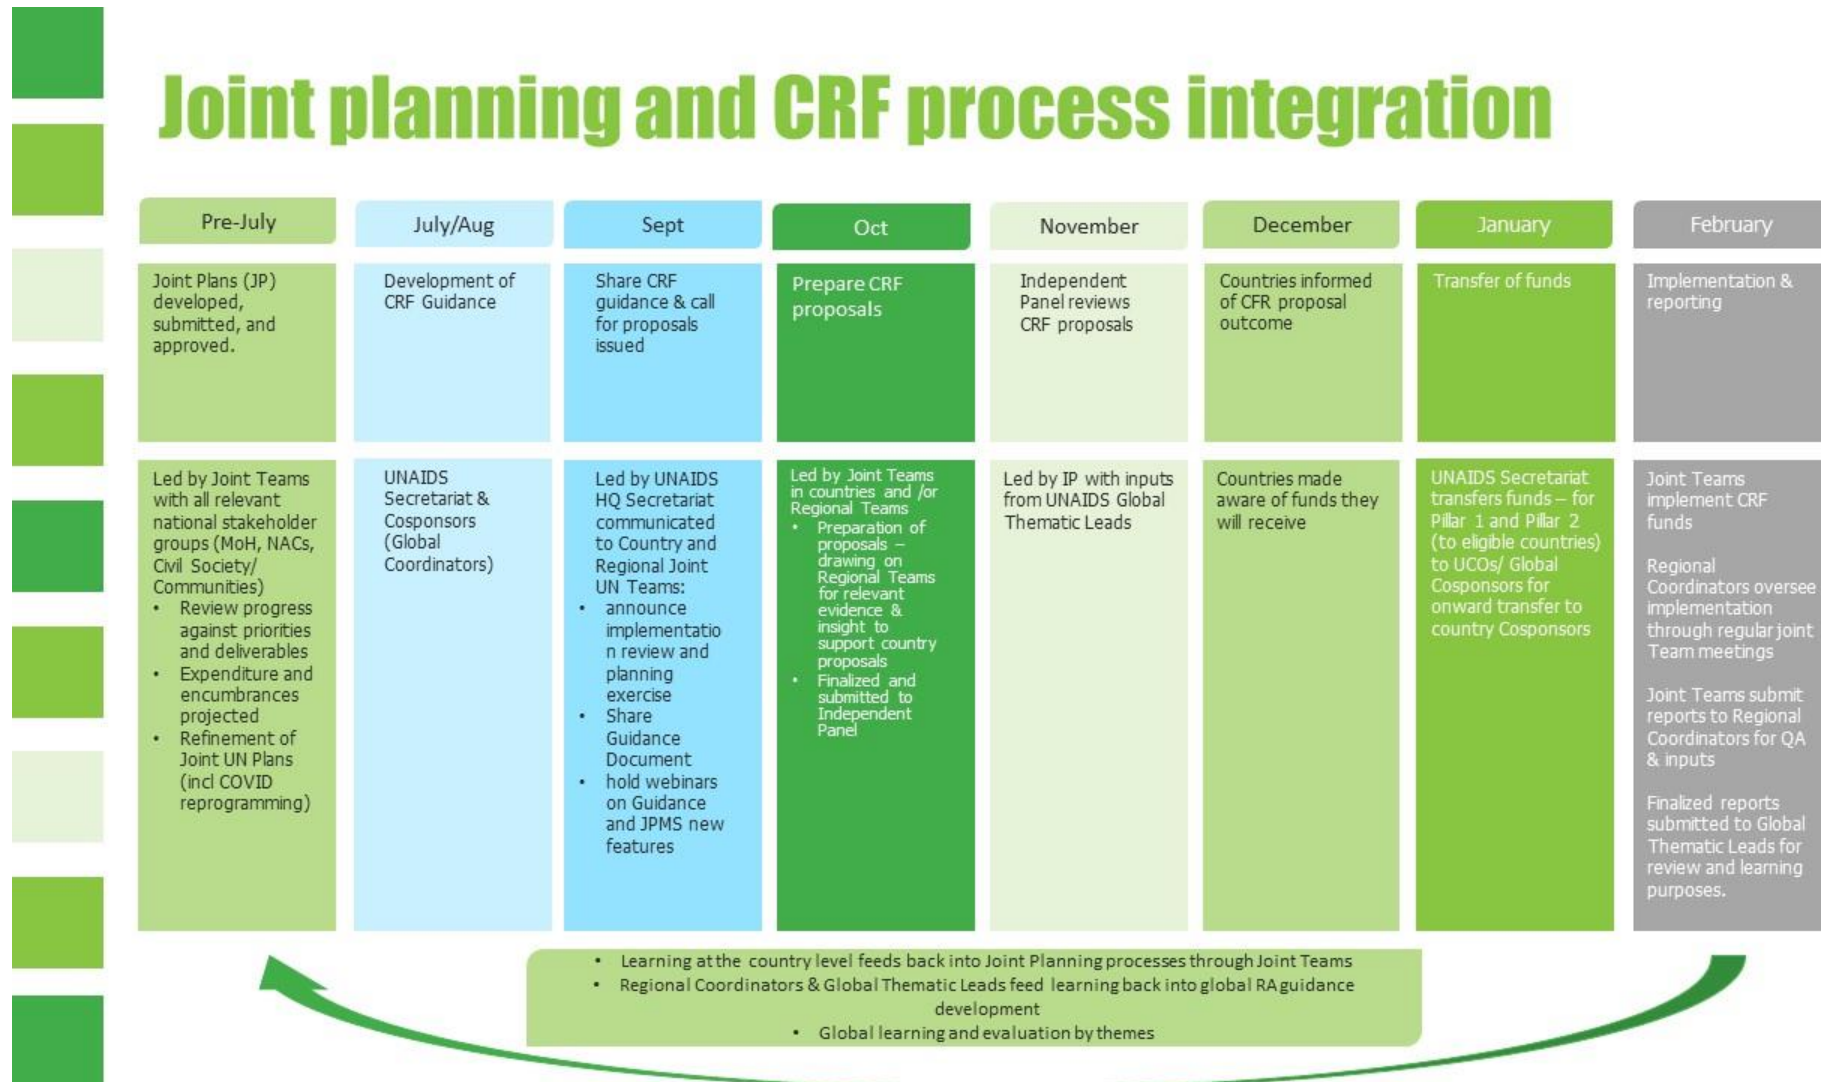 Joint planning and CRF process integration
Pre-July
July/Aug
Sept
Oct
November
December
January
February
Joint Plans (JP)
developed,
submitted, and
approved.
Development of
CRF Guidance
Share CRF
guidance & call
for proposals
issued
Prepare CRF
proposals
Independent
Panel reviews
CRF proposals
Countries informed
of CFR proposal
outcome
Transfer of funds
Implementation &
reporting
Led by Joint Teams
with all relevant
national stakeholder
groups (MoH, NACs,
Civil Society/
Communities)
• Review progress
against priorities
and deliverables
• Expenditure and
encumbrances
projected
• Refinement of
Joint UN Plans
(incl COVID
reprogramming)
UNAIDS
Secretariat &
Cosponsors
(Global
Coordinators)
Led by UNAIDS
HQ Secretariat
communicated
to Country and
Regional Joint
UN Teams:
• announce
implementatio
n review and
planning
exercise
• Share
Guidance
Document
• hold webinars
on Guidance
and JPMS new
features
Led by Joint Teams
in countries and /or
Regional Teams
• Preparation of
proposals –
drawing on
Regional Teams
for relevant
evidence &
insight to
support country
proposals
• Finalized and
submitted to
Independent
Panel
Led by IP with inputs
from UNAIDS Global
Thematic Leads
Countries made
aware of funds they
will receive
UNAIDS Secretariat
transfers funds – for
Pillar 1 and Pillar 2
(to eligible countries)
to UCOs/ Global
Cosponsors for
onward transfer to
country Cosponsors
Joint Teams
implement CRF
funds
Regional
Coordinators oversee
implementation
through regular joint
Team meetings
Joint Teams submit
reports to Regional
Coordinators for QA
& inputs
Finalized reports
submitted to Global
Thematic Leads for
review and learning
purposes.
• Learning at the country level feeds back into Joint Planning processes through Joint Teams
• Regional Coordinators & Global Thematic Leads feed learning back into global RA guidance
development
• Global learning and evaluation by themes